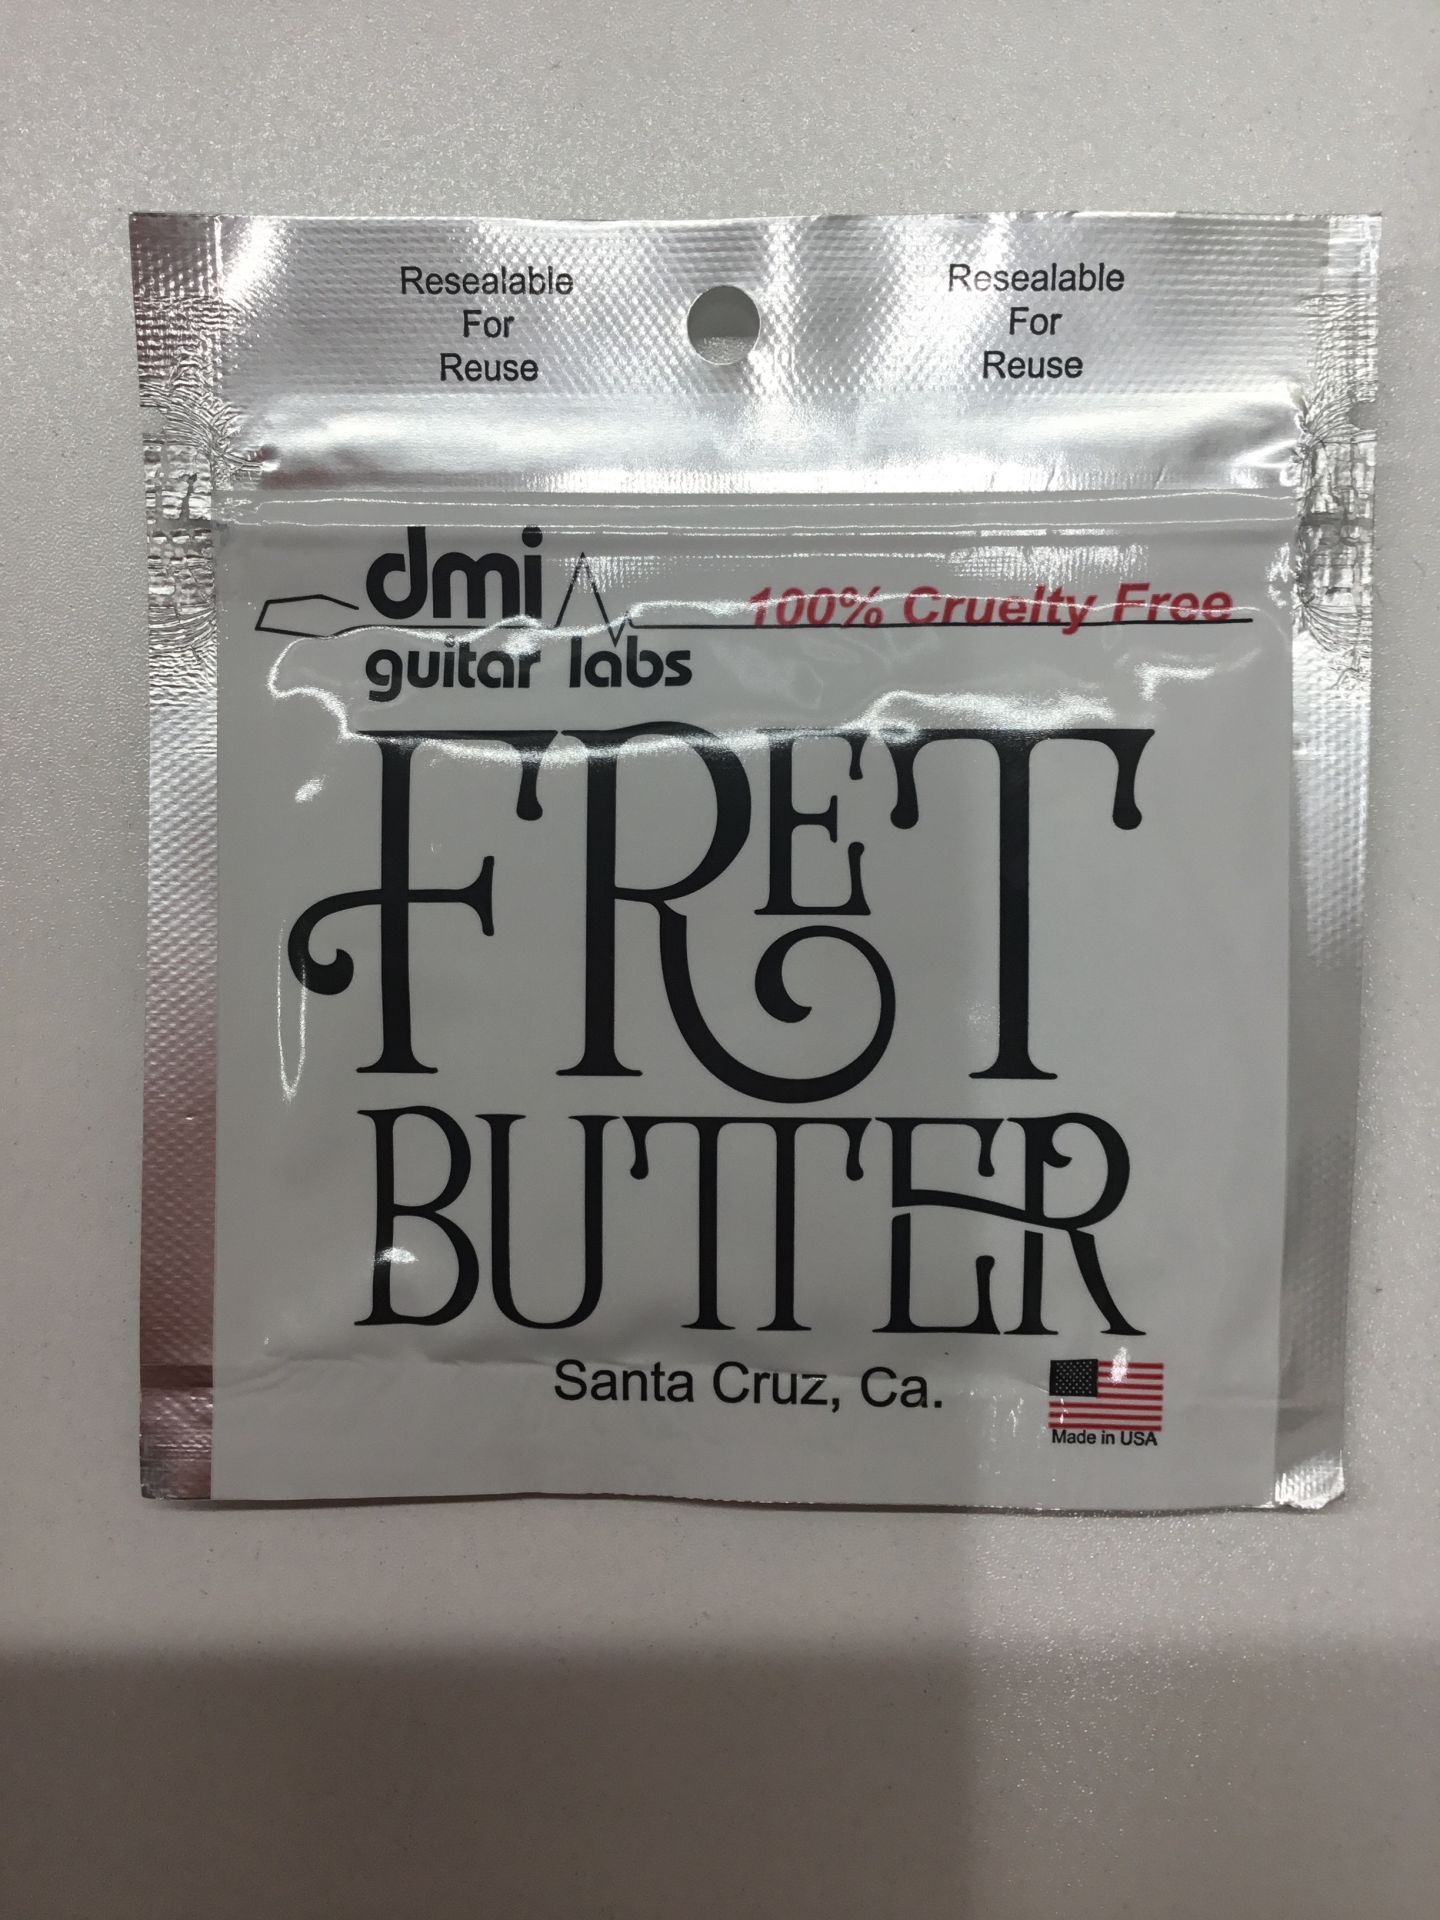 Resealable
For
Reuse
Resealable
For
Reuse
dmi
guitar labs
100% Cruelty Free
FRET
BUTTER
Santa Cruz, Ca.
Made in USA